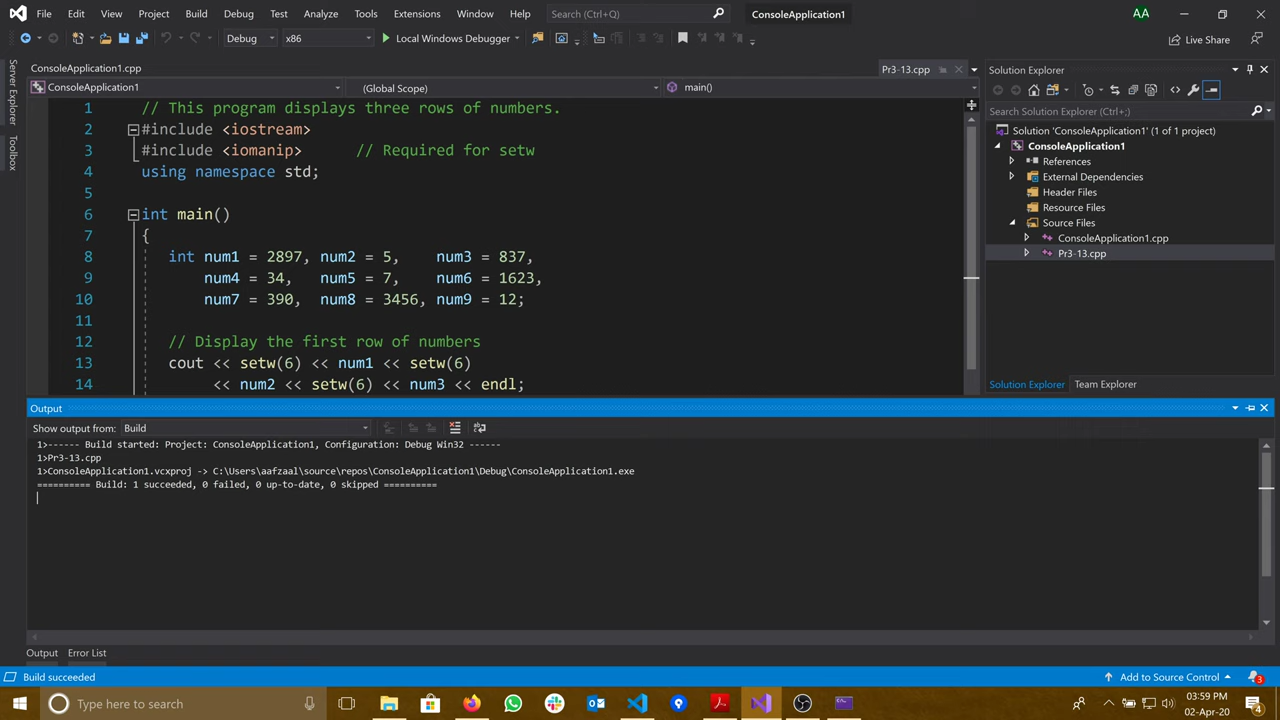 File Edit View Project Build Debug Test Analyze Tools Extensions Window Help Search (Ctrl+Q) ConsoleApplication1 AA
Debug x86 Local Windows Debugger Live Share
Server Explorer
Toolbox
ConsoleApplication1.cpp Pr3-13.cpp
ConsoleApplication1 (Global Scope) main()
1 // This program displays three rows of numbers.
2 #include <iostream>
3 #include <iomanip> // Required for setw
4 using namespace std;
5
6 int main()
7 {
8 int num1 = 2897, num2 = 5, num3 = 837,
9 num4 = 34, num5 = 7, num6 = 1623,
10 num7 = 390, num8 = 3456, num9 = 12;
11
12 // Display the first row of numbers
13 cout << setw(6) << num1 << setw(6)
14 << num2 << setw(6) << num3 << endl;
Solution Explorer
Search Solution Explorer (Ctrl+;)
Solution 'ConsoleApplication1' (1 of 1 project)
ConsoleApplication1
References
External Dependencies
Header Files
Resource Files
Source Files
ConsoleApplication1.cpp
Pr3-13.cpp
Solution Explorer Team Explorer
Output
Show output from: Build
1>------ Build started: Project: ConsoleApplication1, Configuration: Debug Win32 ------
1>Pr3-13.cpp
1>ConsoleApplication1.vcxproj -> C:\Users\aafzaal\source\repos\ConsoleApplication1\Debug\ConsoleApplication1.exe
========== Build: 1 succeeded, 0 failed, 0 up-to-date, 0 skipped ==========
Output Error List
Build succeeded Add to Source Control 3
Type here to search 03:59 PM
02-Apr-20 4